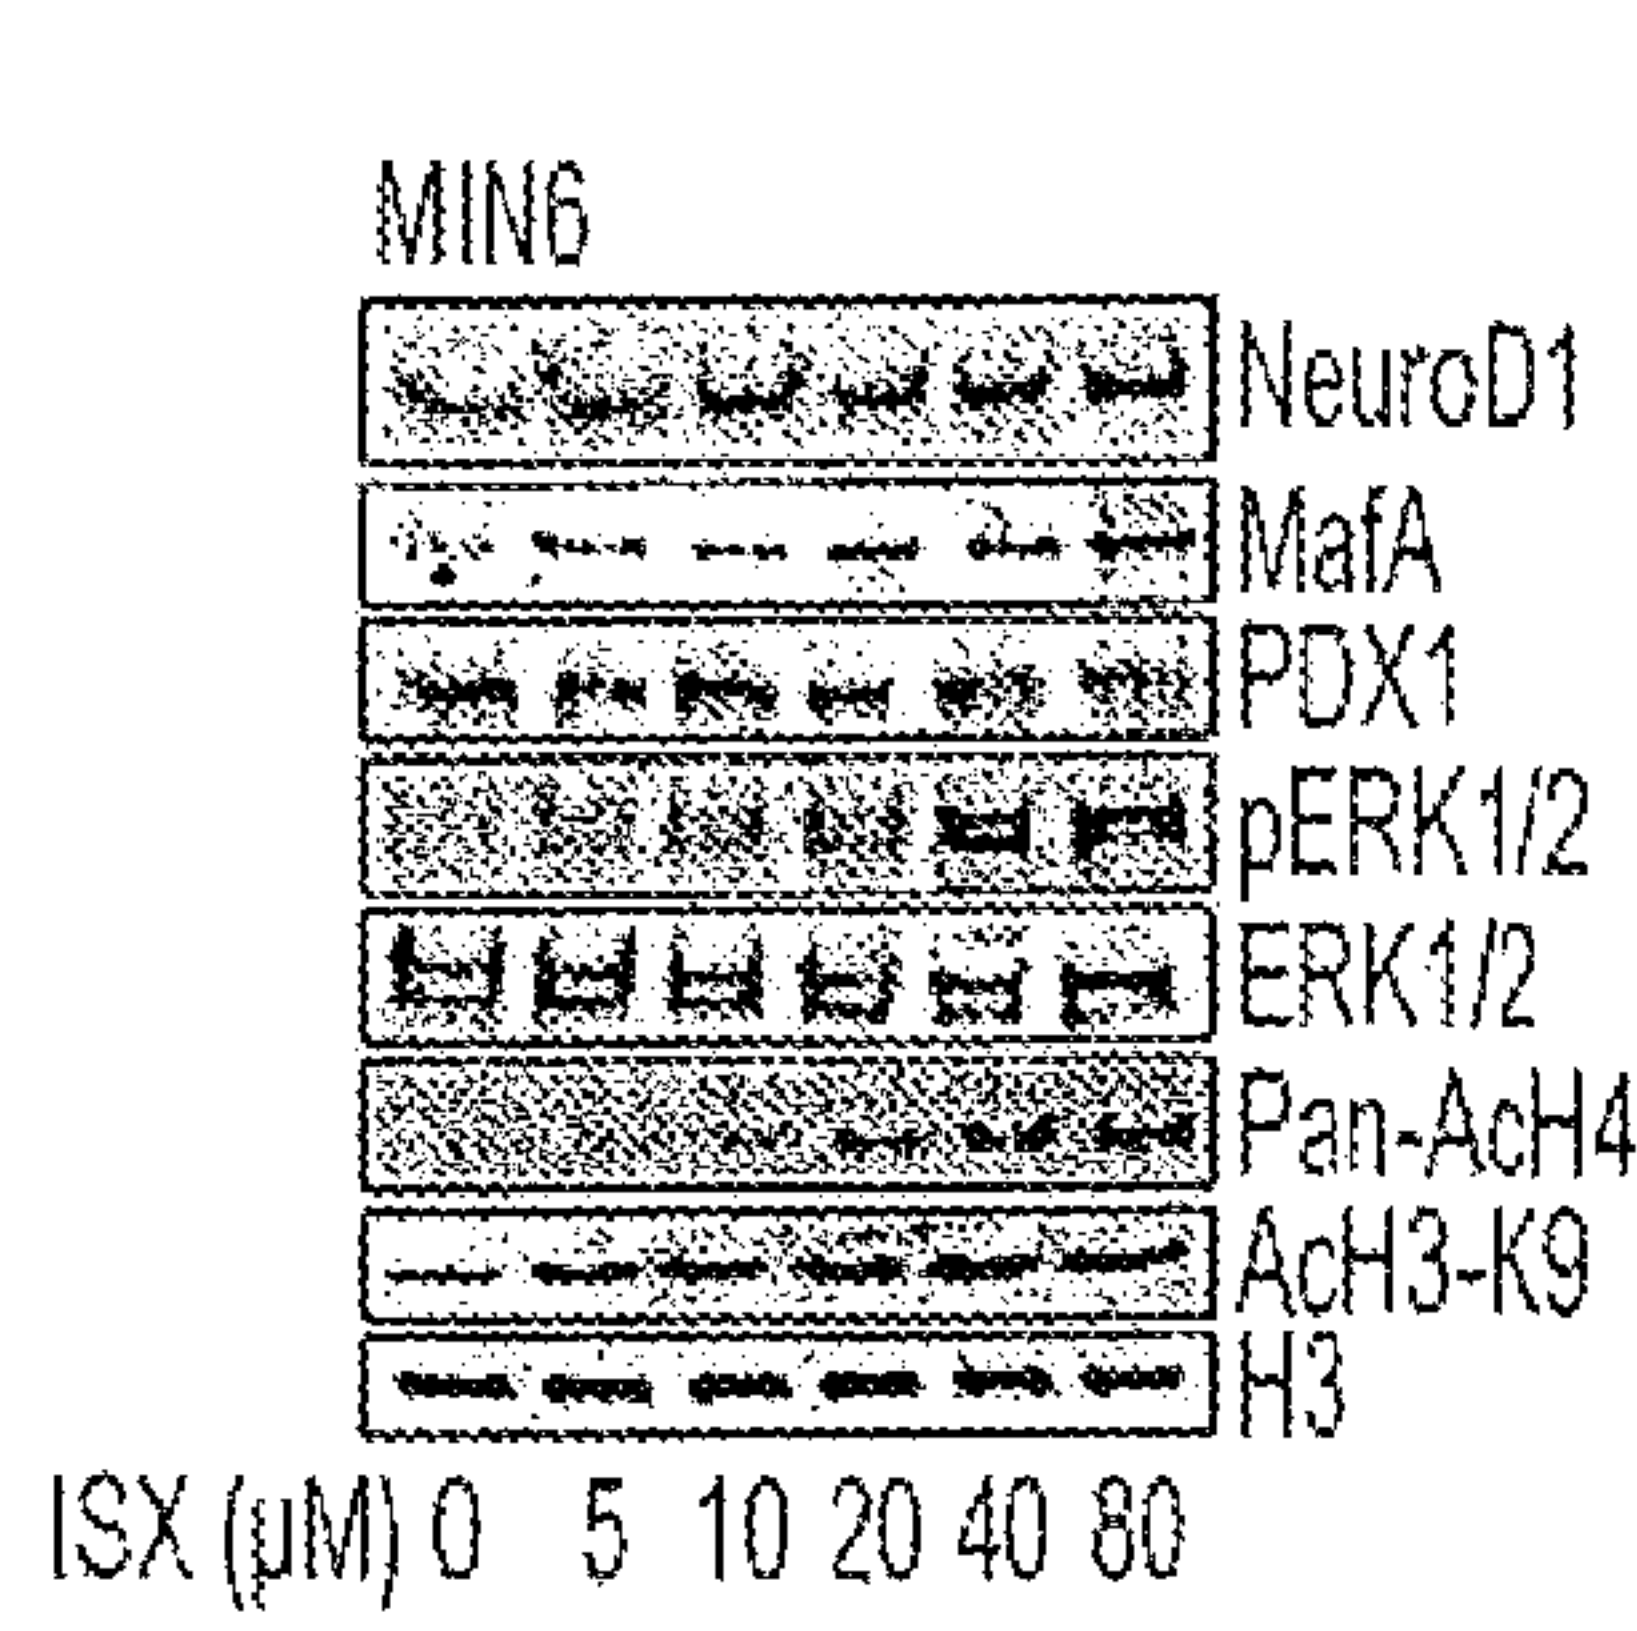 MIN6
NeuroD1
MafA
PDX1
pERK1/2
ERK1/2
Pan-AcH4
AcH3-K9
H3
ISX (µM) 0 5 10 20 40 80